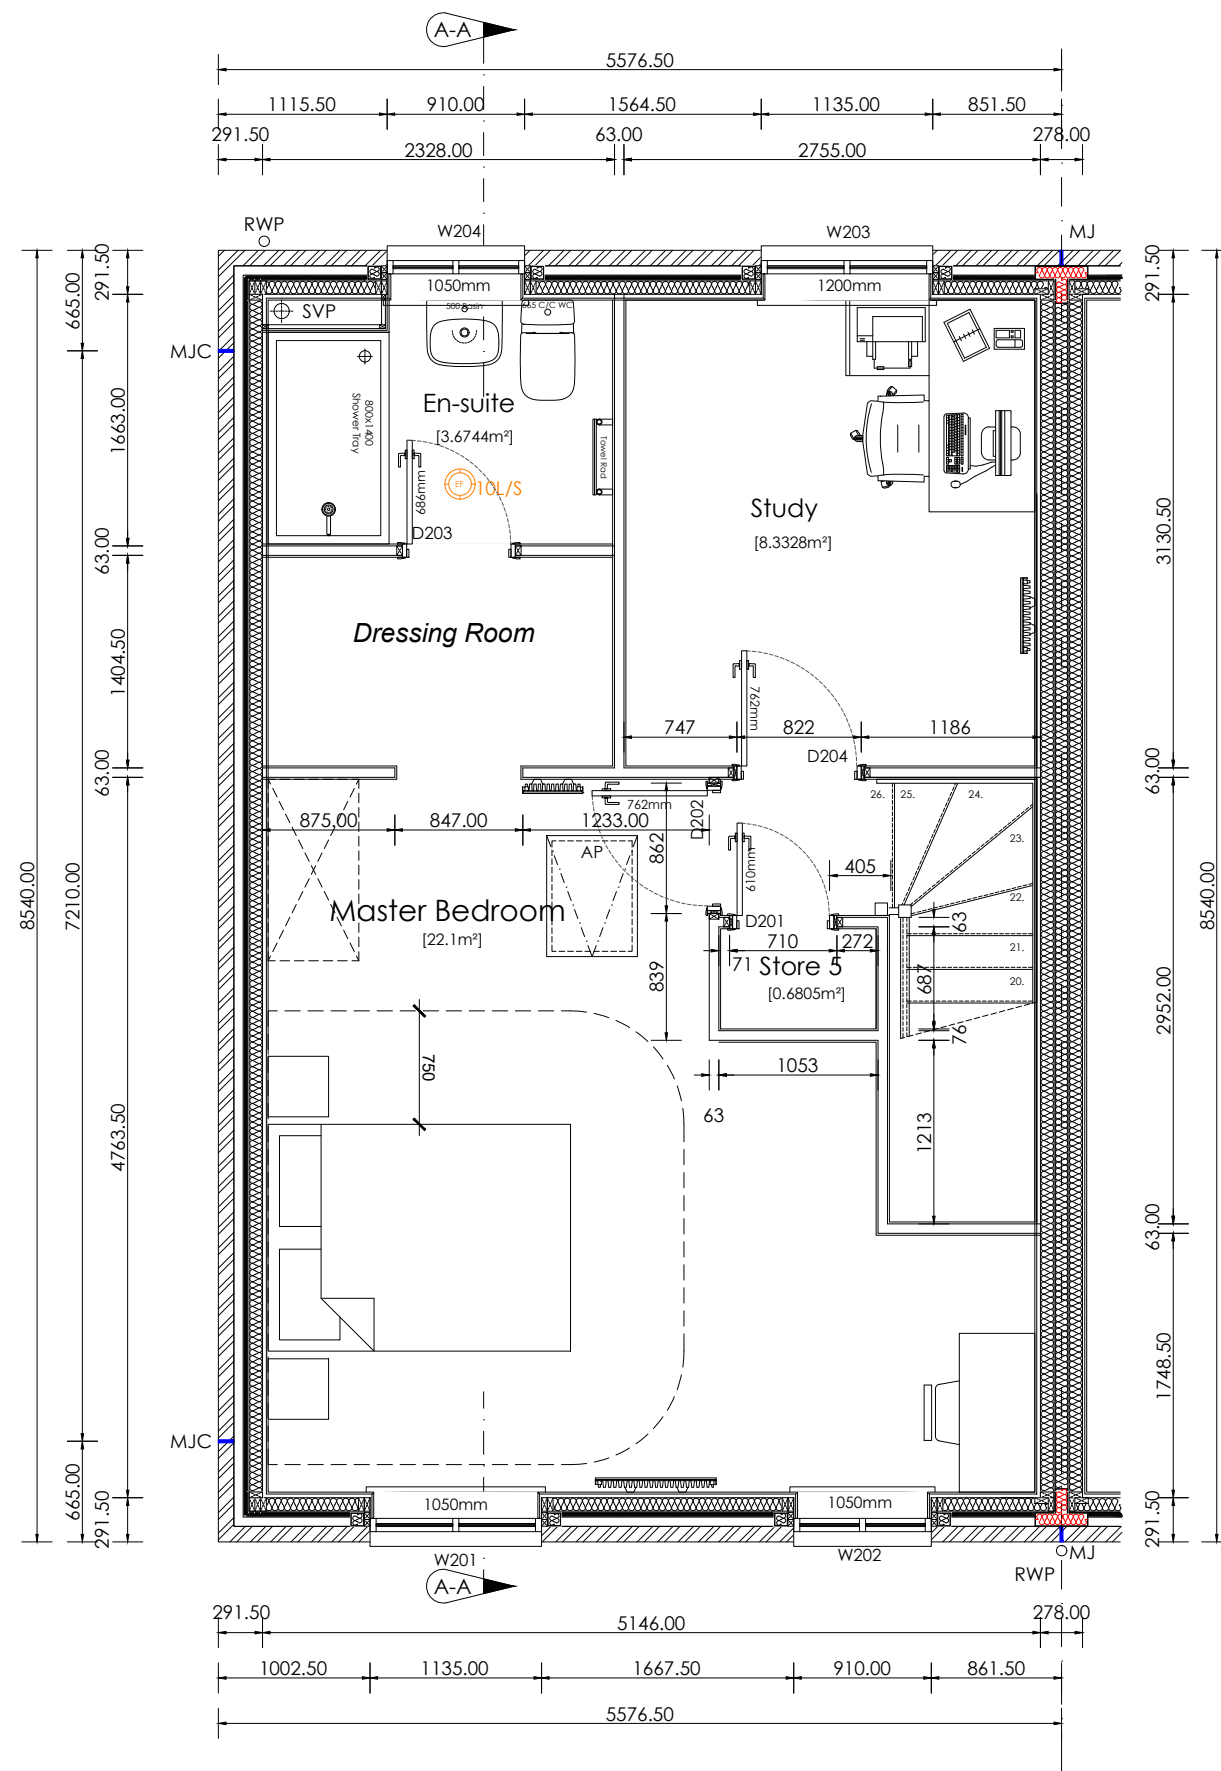 A-A
5576.50
1115.50 910.00 1564.50 1135.00 851.50
291.50 63.00 278.00
2328.00 2755.00
RWP W204 W203 MJ
1050mm 1200mm
SVP 500 Basin 665 C/C WC
MJC
800x1400
Shower Tray
En-suite
[3.6744m²]
Towel Rad
EF 10L/S
686mm
D203
Study
[8.3328m²]
Dressing Room
762mm
747 822 1186
D204
26. 25. 24.
23.
22.
21.
20.
762mm
D202
875.00 847.00 1233.00
862
AP
610mm
405
Master Bedroom
[22.1m²]
D201
63
710 272
71 Store 5
[0.6805m²]
839
687
76
750
1053
63
1213
MJC
1050mm 1050mm
W201 W202
MJ
RWP
A-A
291.50 278.00
5146.00
1002.50 1135.00 1667.50 910.00 861.50
5576.50
8540.00
665.00
7210.00
665.00
291.50
1663.00
63.00
1404.50
63.00
4763.50
291.50
291.50
3130.50
63.00
2952.00
63.00
1748.50
291.50
8540.00